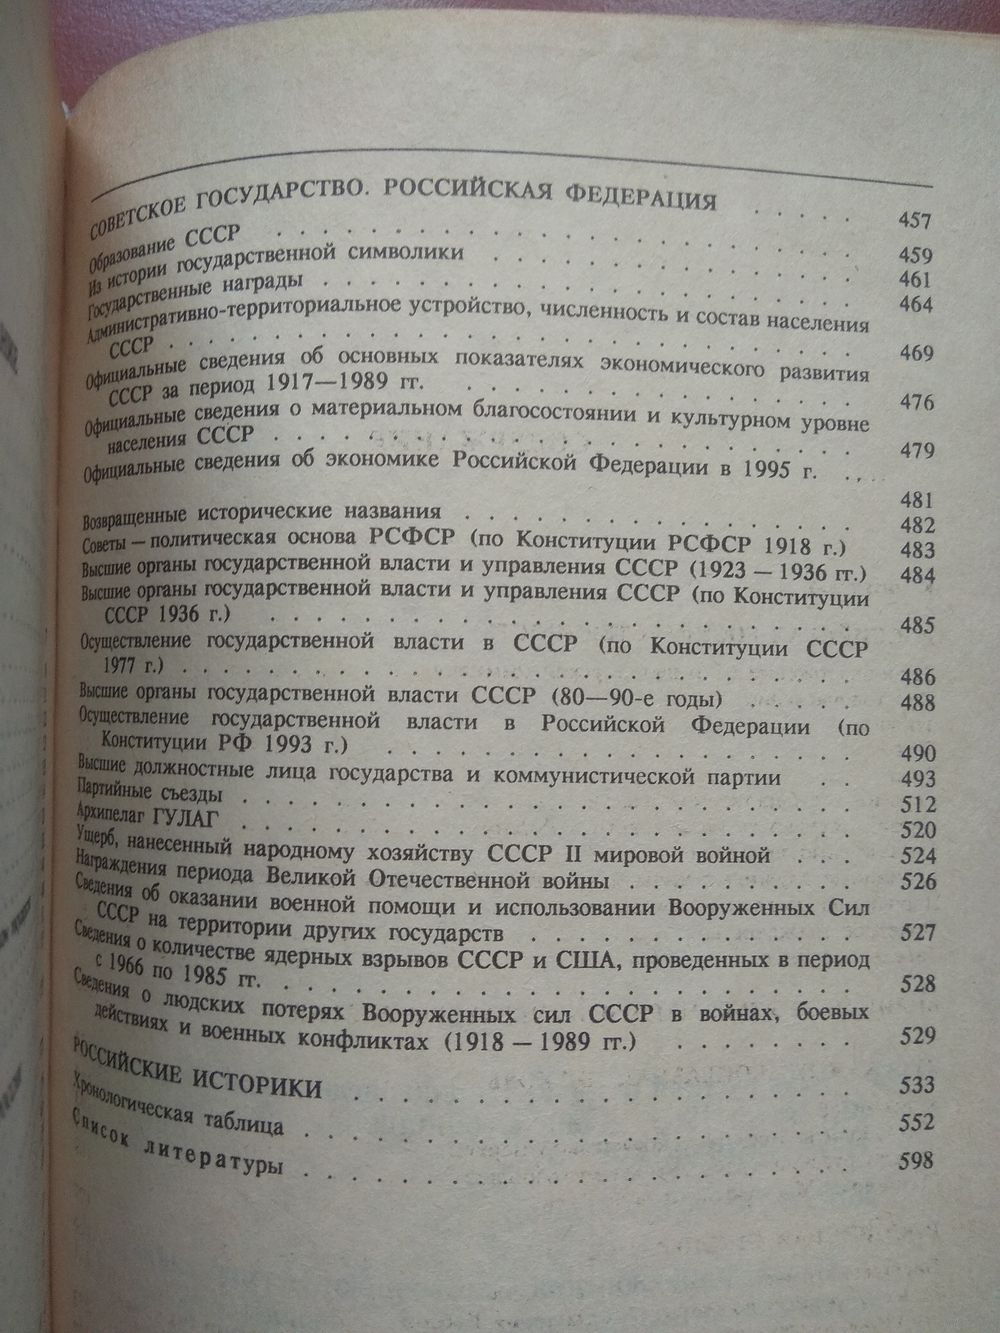 СОВЕТСКОЕ ГОСУДАРСТВО. РОССИЙСКАЯ ФЕДЕРАЦИЯ . . . . . 457
Образование СССР . . . . . 459
Из истории государственной символики . . . . . 461
Государственные награды . . . . . 464
Административно-территориальное устройство, численность и состав населения
СССР . . . . . 469
Официальные сведения об основных показателях экономического развития
СССР за период 1917—1989 гг. . . . . . 476
Официальные сведения о материальном благосостоянии и культурном уровне
населения СССР . . . . . 479
Официальные сведения об экономике Российской Федерации в 1995 г. . . . .
481
Возвращенные исторические названия . . . . . 482
Советы — политическая основа РСФСР (по Конституции РСФСР 1918 г.) 483
Высшие органы государственной власти и управления СССР (1923 — 1936 гг.) 484
Высшие органы государственной власти и управления СССР (по Конституции
СССР 1936 г.) . . . . . 485
Осуществление государственной власти в СССР (по Конституции СССР
1977 г.) . . . . . 486
Высшие органы государственной власти СССР (80—90-е годы) . . . . . 488
Осуществление государственной власти в Российской Федерации (по
Конституции РФ 1993 г.) . . . . . 490
Высшие должностные лица государства и коммунистической партии . . 493
Партийные съезды . . . . . 512
Архипелаг ГУЛАГ . . . . . 520
Ущерб, нанесенный народному хозяйству СССР II мировой войной . . . 524
Награждения периода Великой Отечественной войны . . . . . 526
Сведения об оказании военной помощи и использовании Вооруженных Сил
СССР на территории других государств . . . . . 527
Сведения о количестве ядерных взрывов СССР и США, проведенных в период
с 1966 по 1985 гг. . . . . . 528
Сведения о людских потерях Вооруженных сил СССР в войнах, боевых
действиях и военных конфликтах (1918 — 1989 гг.) . . . . . 529
РОССИЙСКИЕ ИСТОРИКИ . . . . . 533
Хронологическая таблица . . . . . 552
Список литературы . . . . . 598